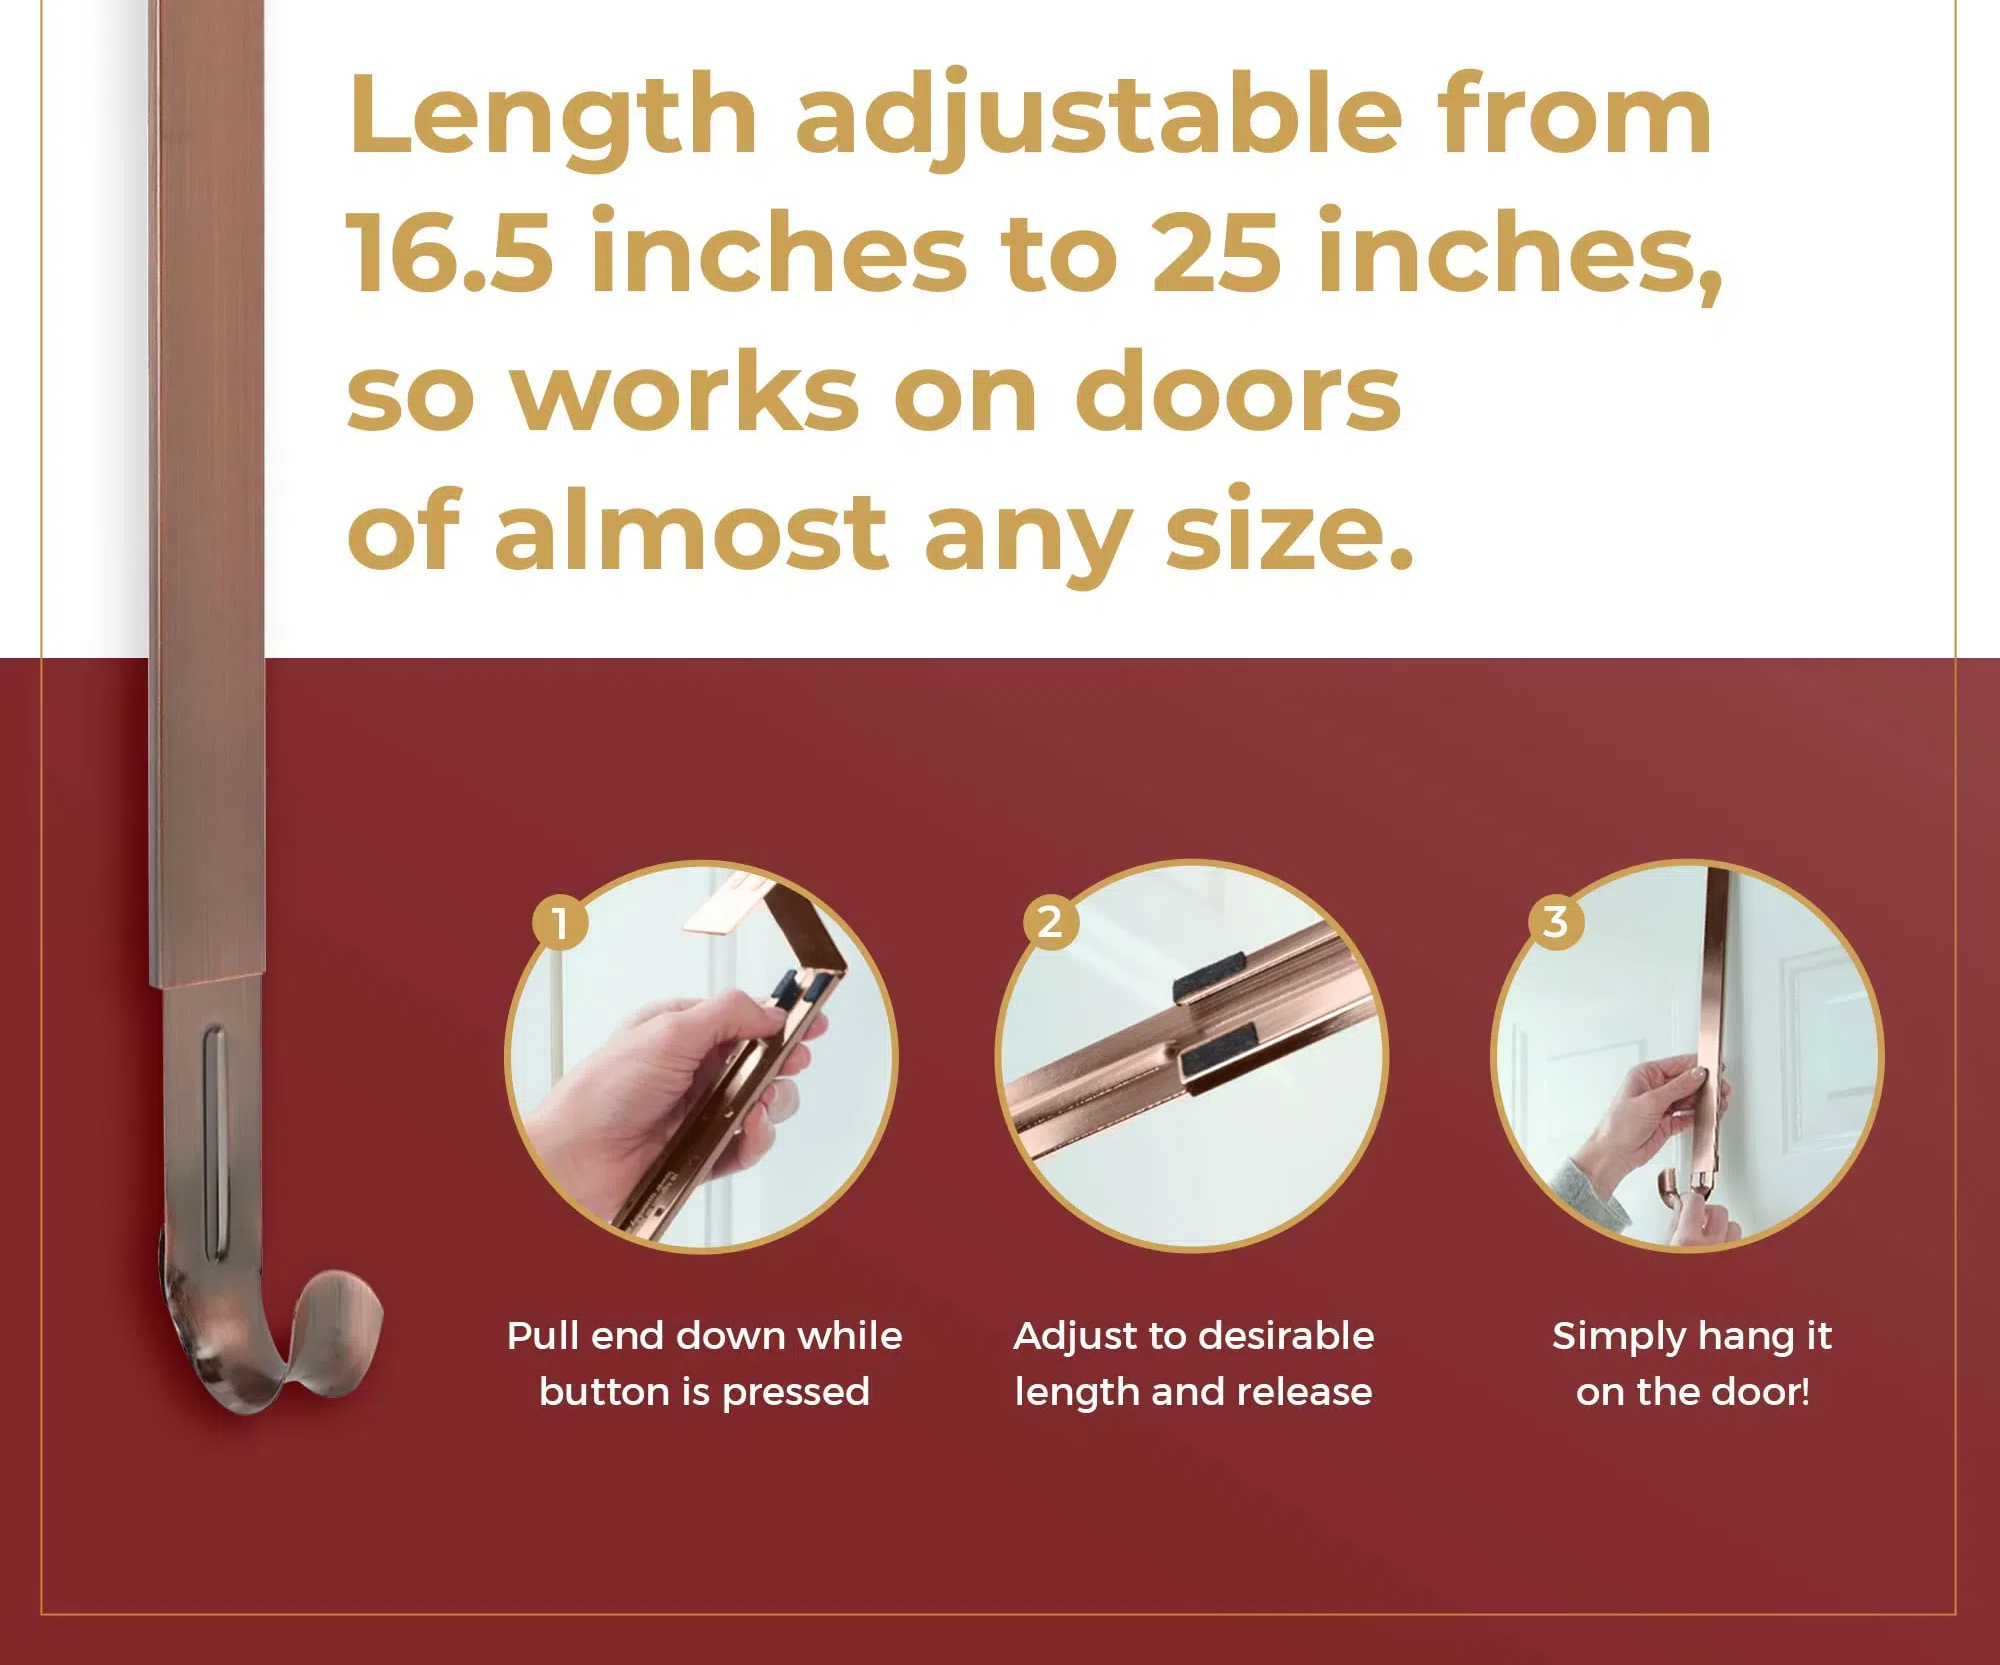 Length adjustable from
16.5 inches to 25 inches,
so works on doors
of almost any size.
1
Pull end down while
button is pressed
2
Adjust to desirable
length and release
3
Simply hang it
on the door!